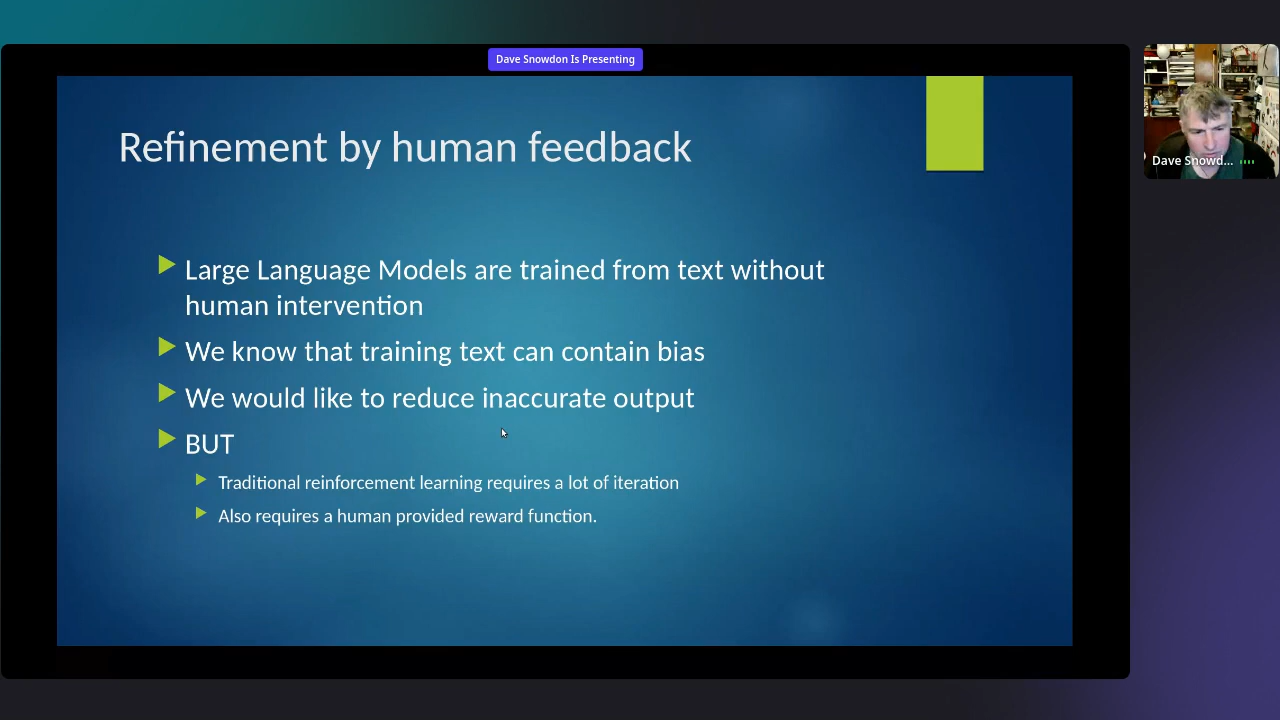 Dave Snowdon Is Presenting
Refinement by human feedback
Large Language Models are trained from text without
human intervention
We know that training text can contain bias
We would like to reduce inaccurate output
BUT
Traditional reinforcement learning requires a lot of iteration
Also requires a human provided reward function.
Dave Snowd...